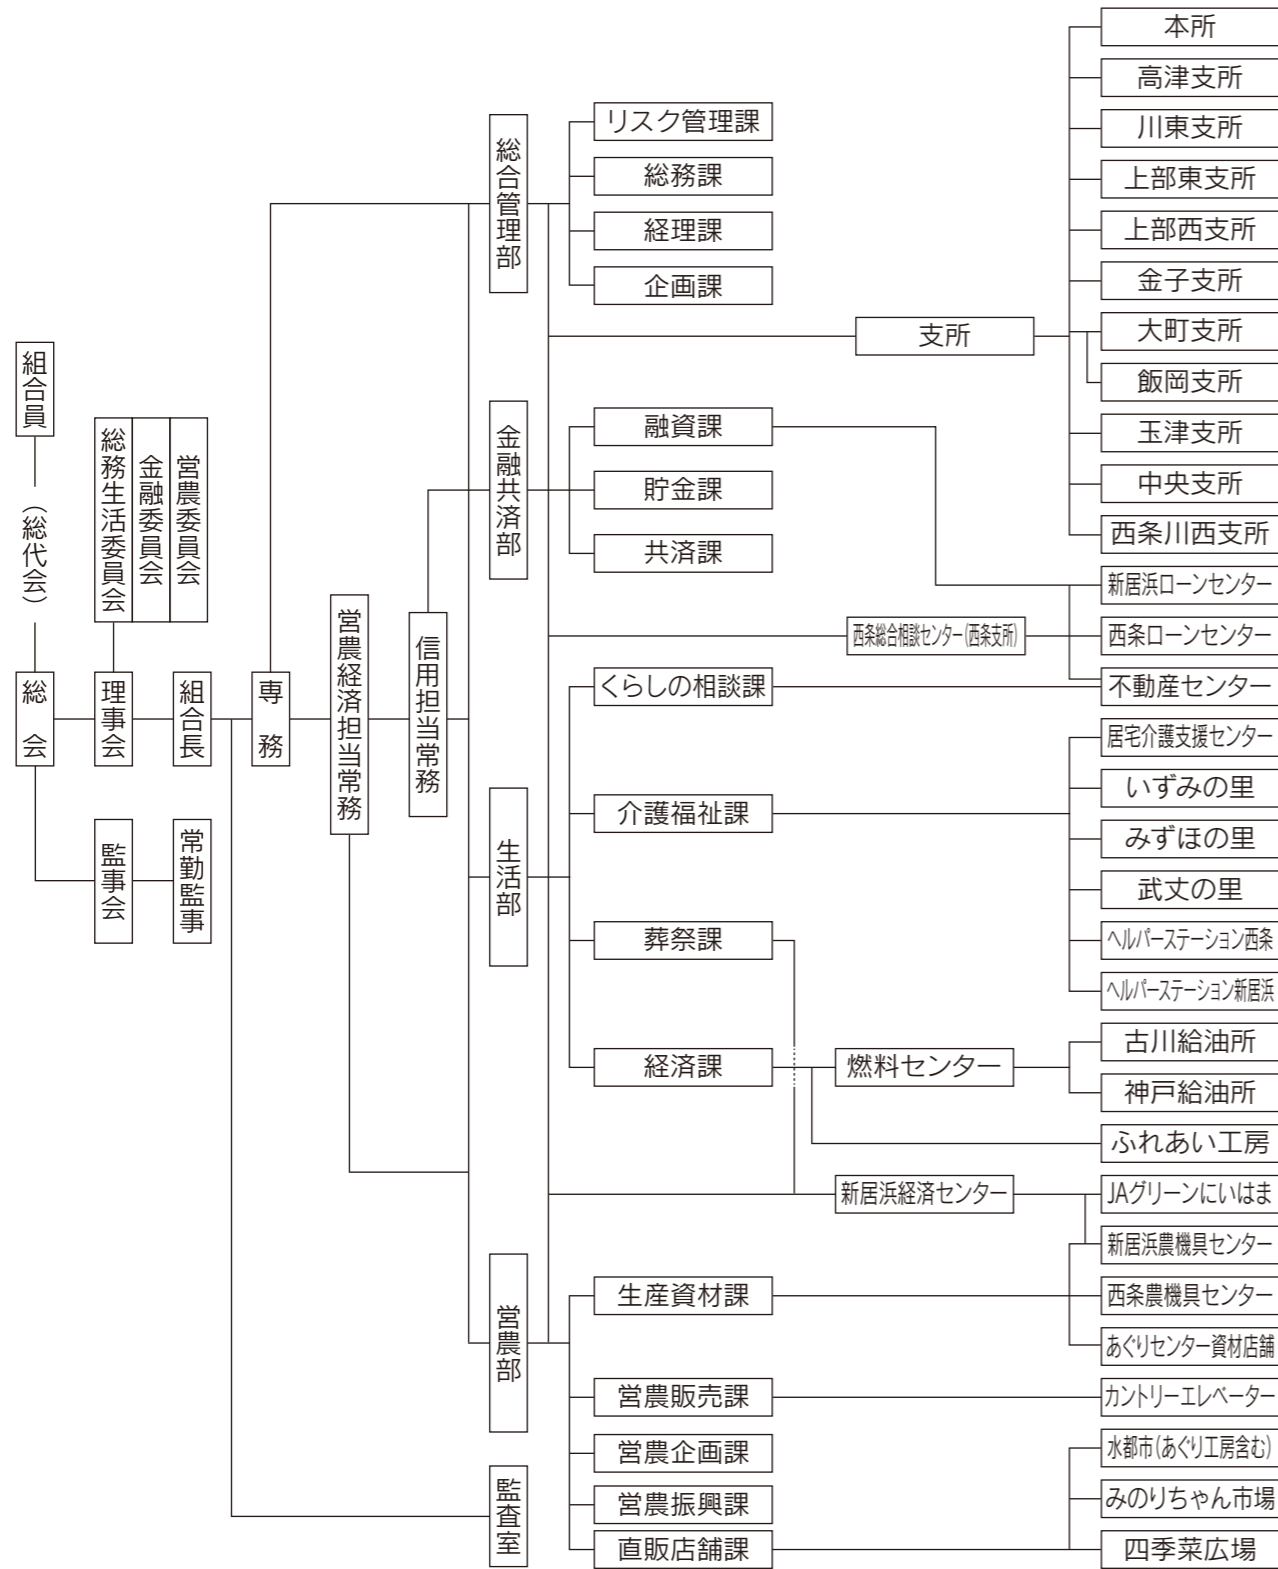 組合員
（総代会）
総会
総務生活委員会
金融委員会
営農委員会
理事会
組合長
監事会
常勤監事
専務
営農経済担当常務
信用担当常務
総合管理部
リスク管理課
総務課
経理課
企画課
支所
本所
高津支所
川東支所
上部東支所
上部西支所
金子支所
大町支所
飯岡支所
玉津支所
中央支所
西条川西支所
金融共済部
融資課
貯金課
共済課
新居浜ローンセンター
西条総合相談センター(西条支所)
西条ローンセンター
生活部
くらしの相談課
不動産センター
介護福祉課
居宅介護支援センター
いずみの里
みずほの里
武丈の里
ヘルパーステーション西条
ヘルパーステーション新居浜
葬祭課
経済課
燃料センター
古川給油所
神戸給油所
ふれあい工房
新居浜経済センター
JAグリーンにいはま
新居浜農機具センター
営農部
生産資材課
西条農機具センター
あぐりセンター資材店舗
営農販売課
カントリーエレベーター
営農企画課
営農振興課
直販店舗課
水都市(あぐり工房含む)
みのりちゃん市場
四季菜広場
監査室